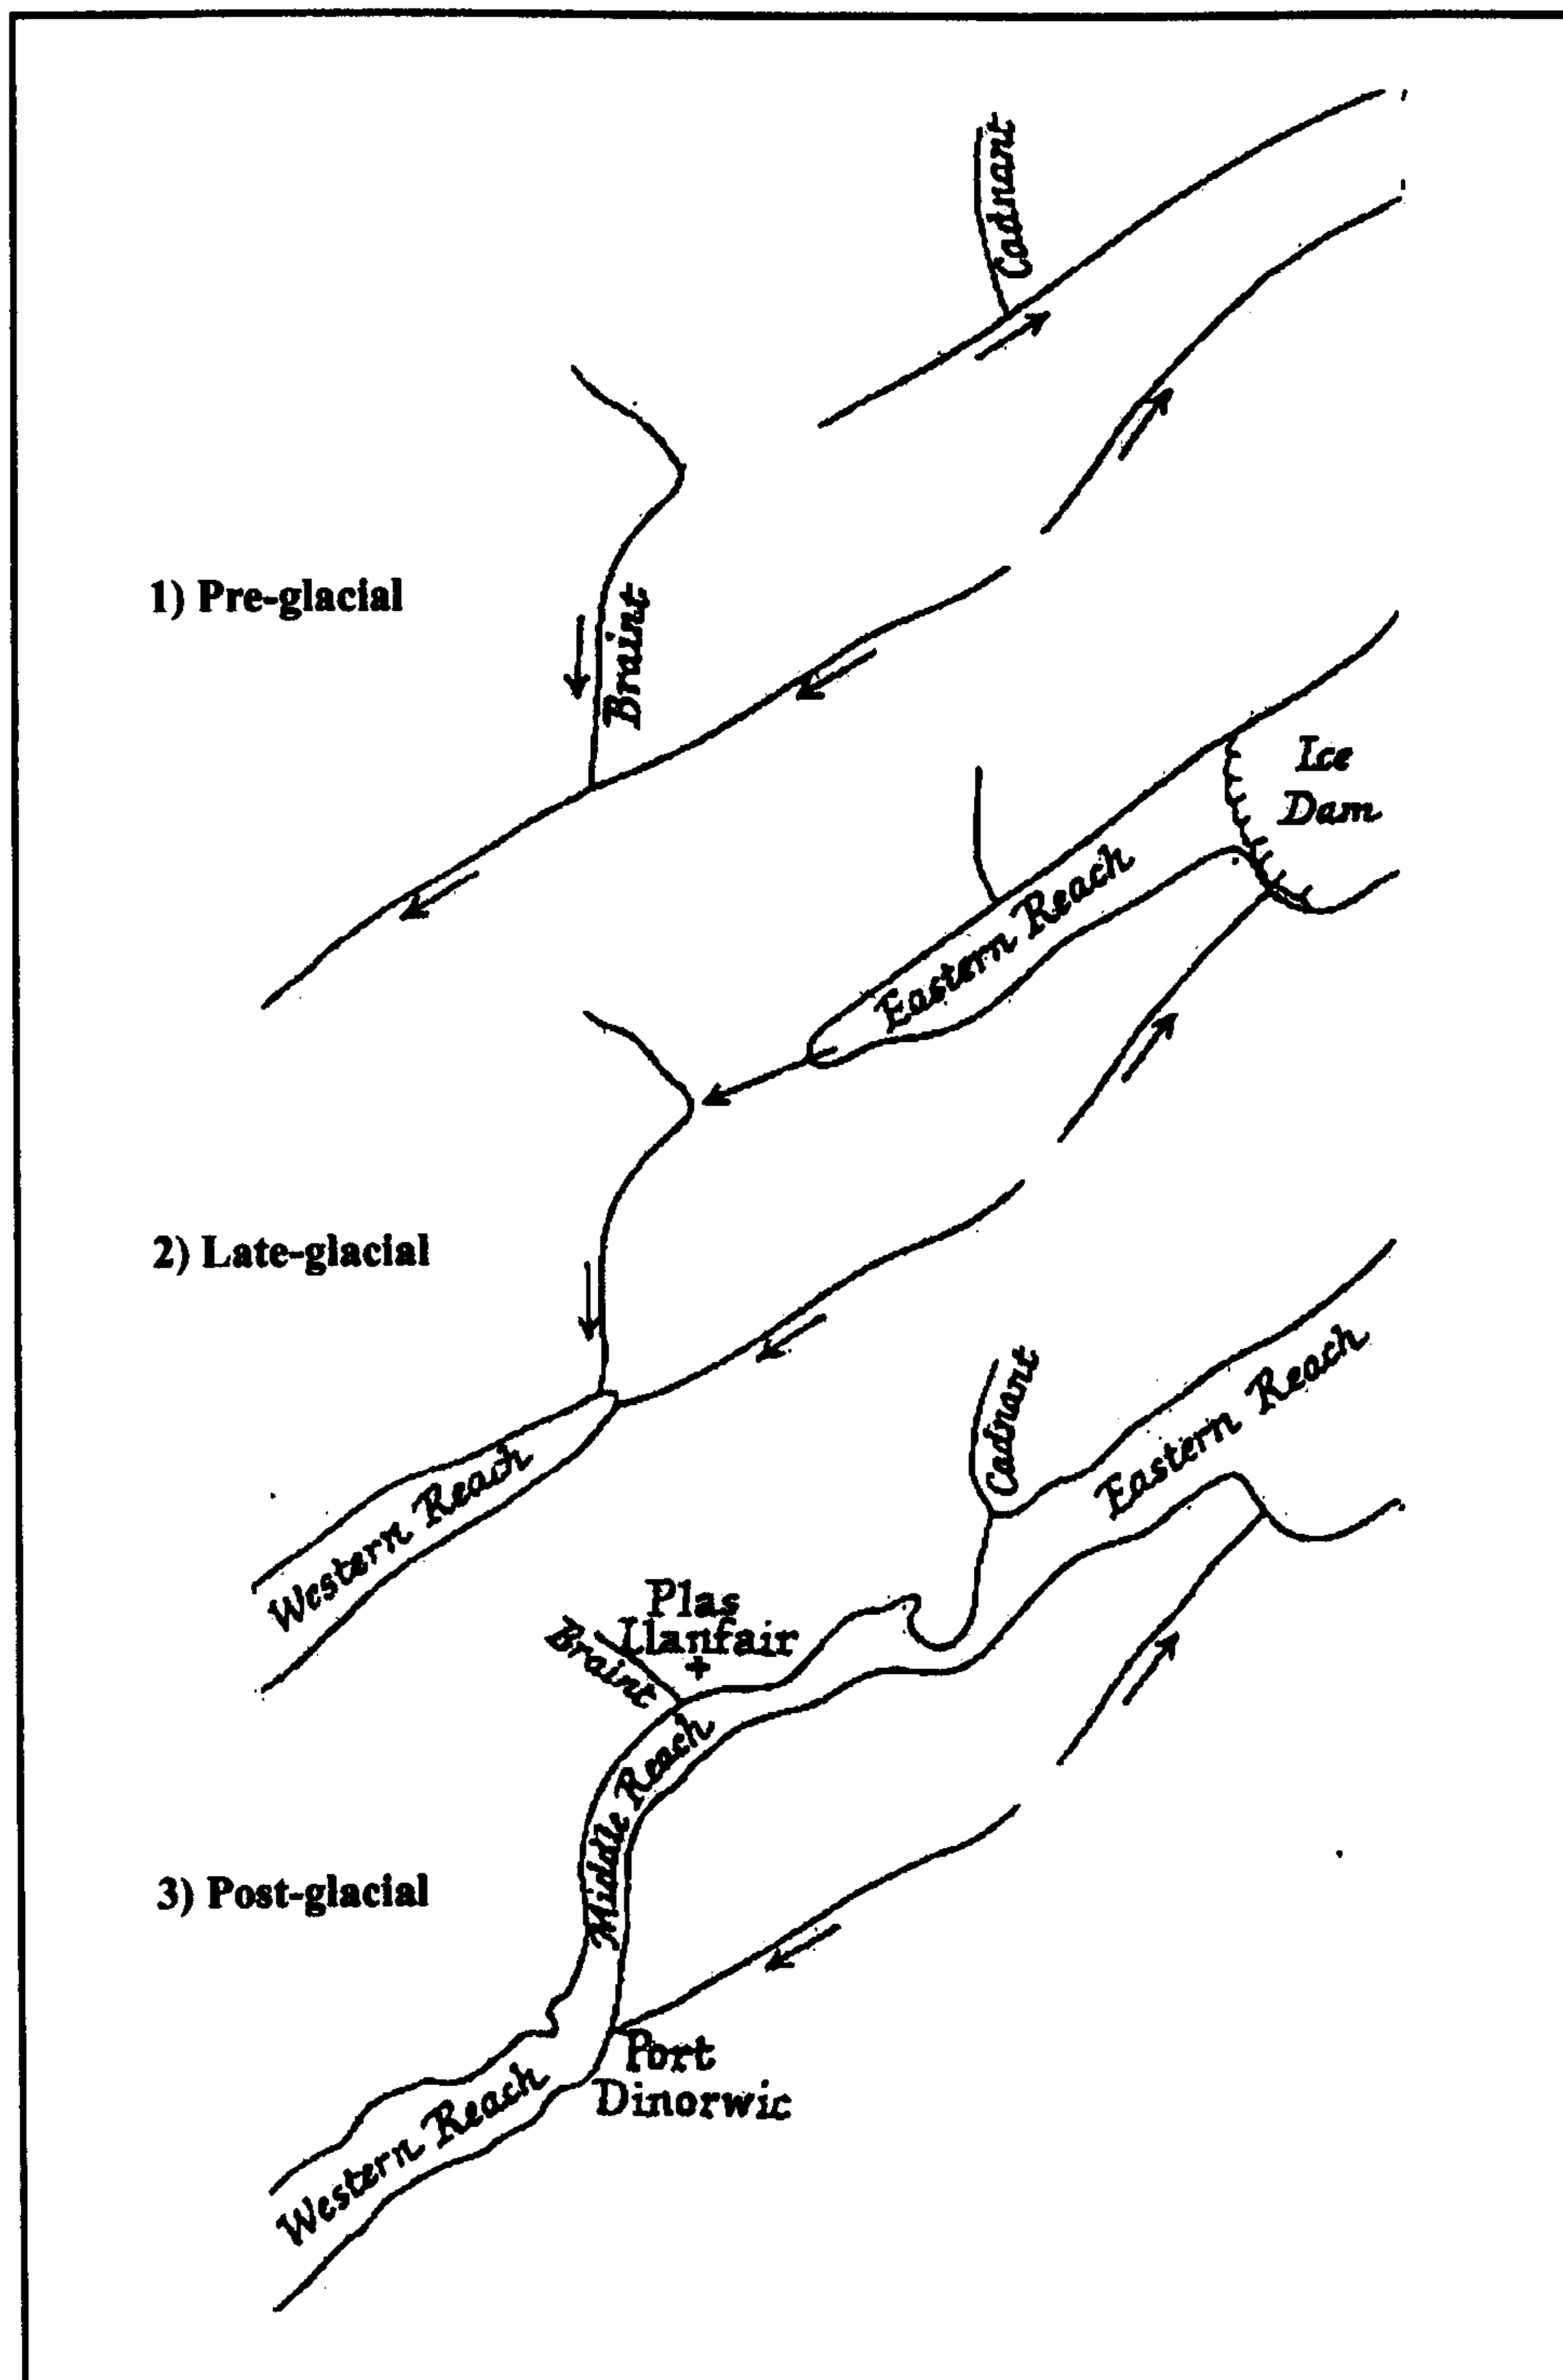 Cadnant
1) Pre-glacial
Braint
Ice
Dam
Eastern Reach
2) Late-glacial
Western Reach
Cadnant
Eastern Reach
Plas
Llanfair
+
Braint
Middle Reach
3) Post-glacial
Port
Dinorwic
Western Reach